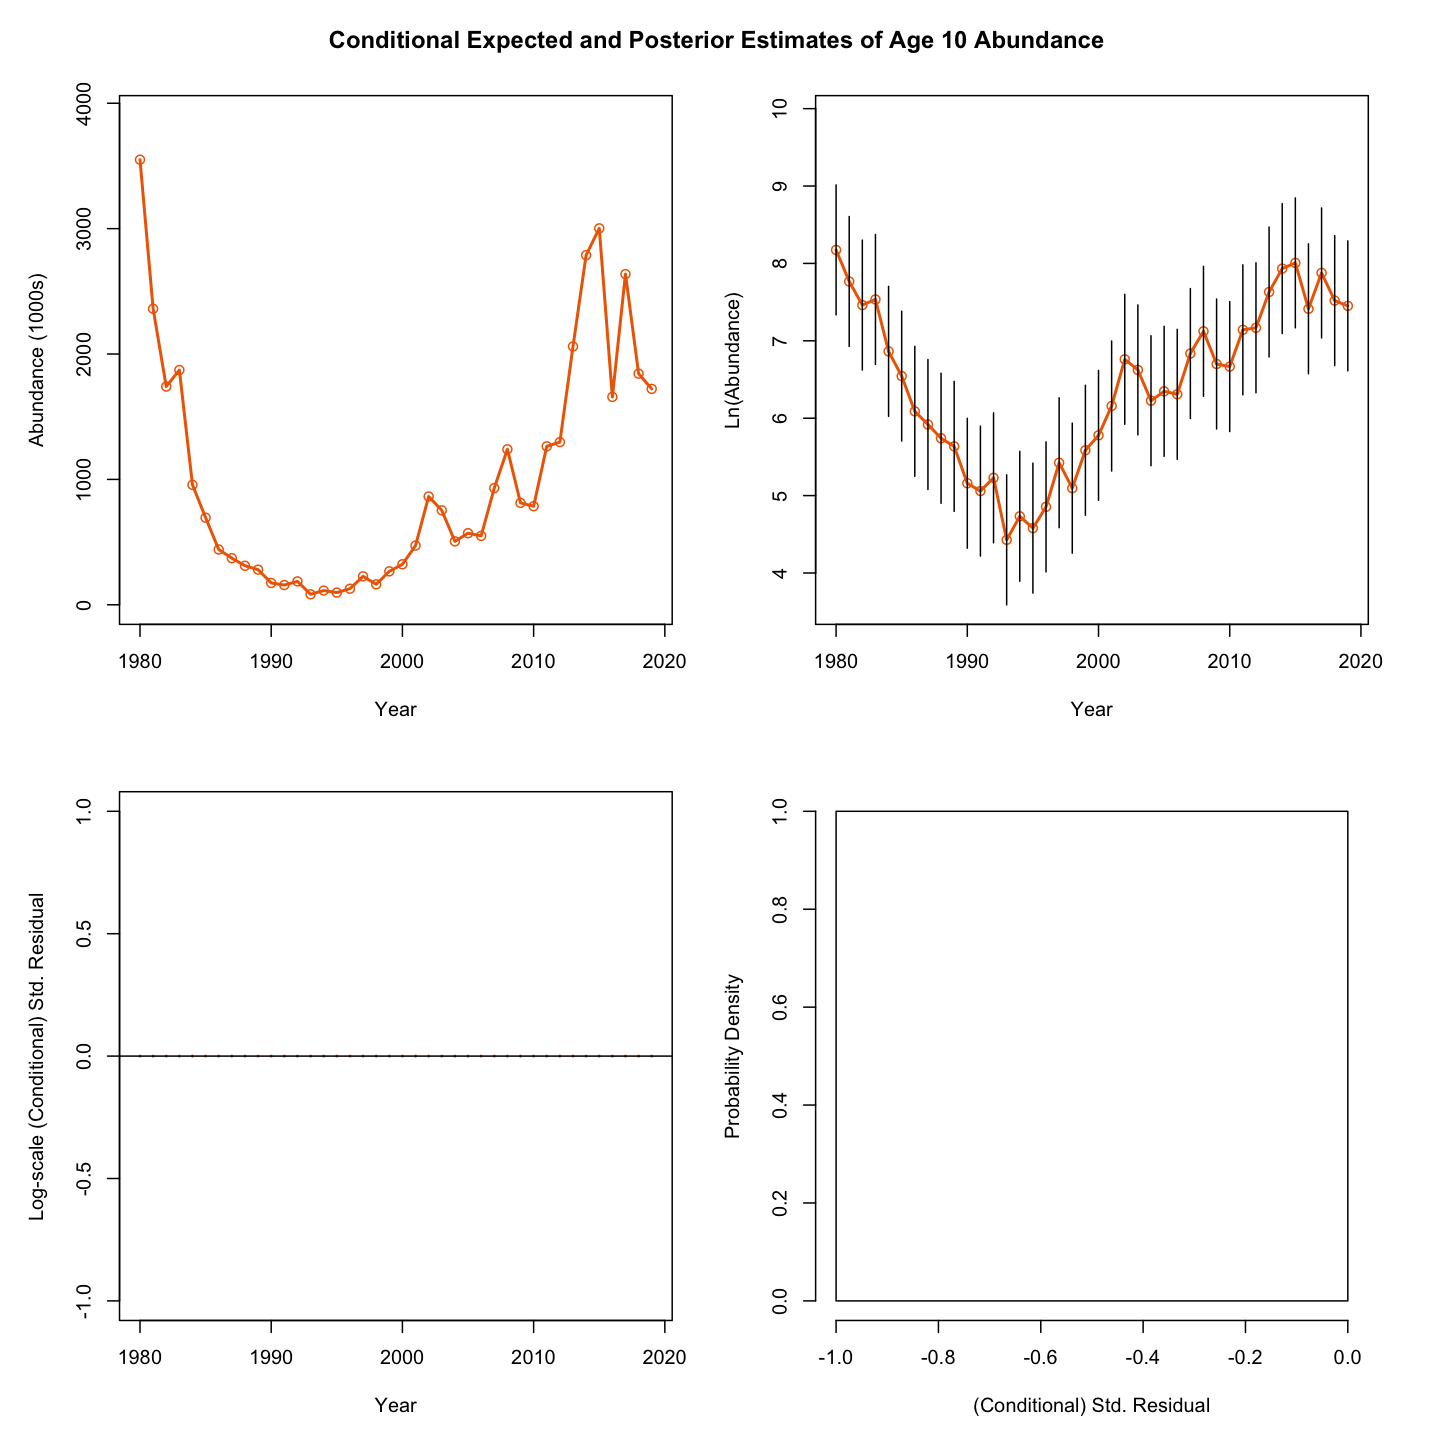 Conditional Expected and Posterior Estimates of Age 10 Abundance
Abundance (1000s)
4000
3000
2000
1000
0
1980 1990 2000 2010 2020
Year
Ln(Abundance)
10
9
8
7
6
5
4
1980 1990 2000 2010 2020
Year
Log-scale (Conditional) Std. Residual
1.0
0.5
0.0
-0.5
-1.0
1980 1990 2000 2010 2020
Year
Probability Density
1.0
0.8
0.6
0.4
0.2
0.0
-1.0 -0.8 -0.6 -0.4 -0.2 0.0
(Conditional) Std. Residual